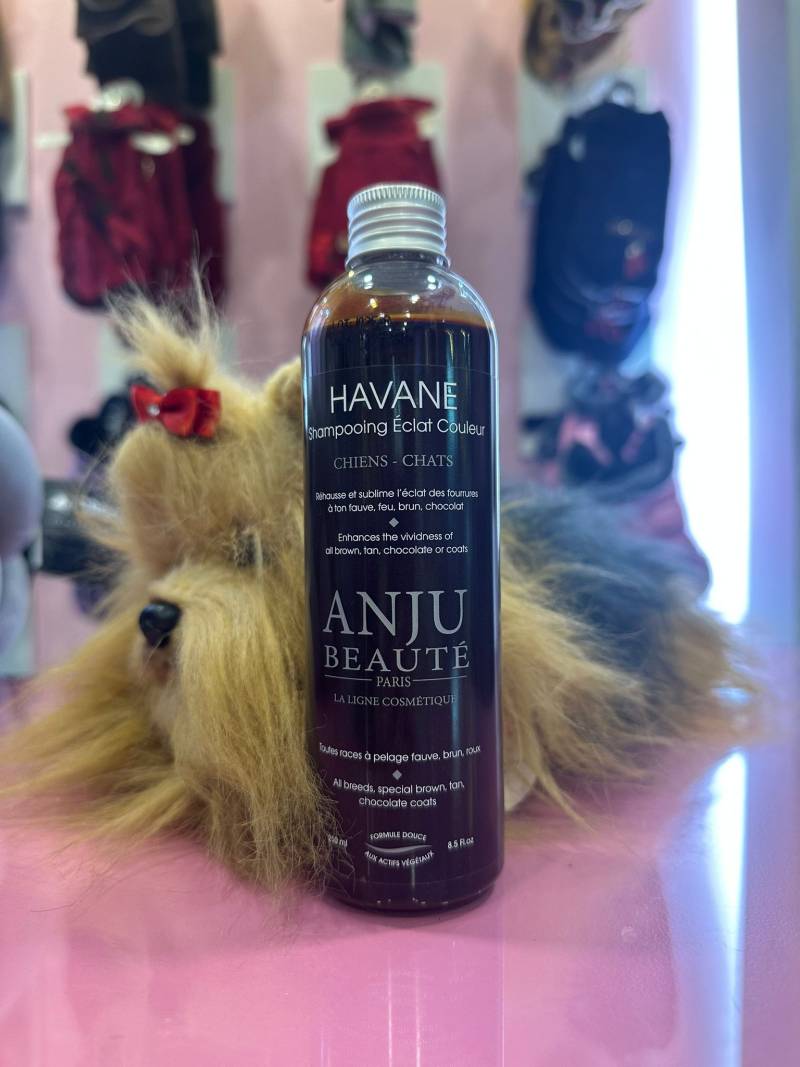 HAVANE
Shampooing Éclat Couleur
CHIENS - CHATS
Réhausse et sublime l'éclat des fourrures
à ton fauve, feu, brun, chocolat
Enhances the vividness of
all brown, tan, chocolate or coats
ANJU
BEAUTÉ
PARIS
LA LIGNE COSMÉTIQUE
Toutes races à pelage fauve, brun, roux
All breeds, special brown, tan,
chocolate coats
250 ml
FORMULE DOUCE
AUX ACTIFS VÉGÉTAUX
8.5 Fl.oz